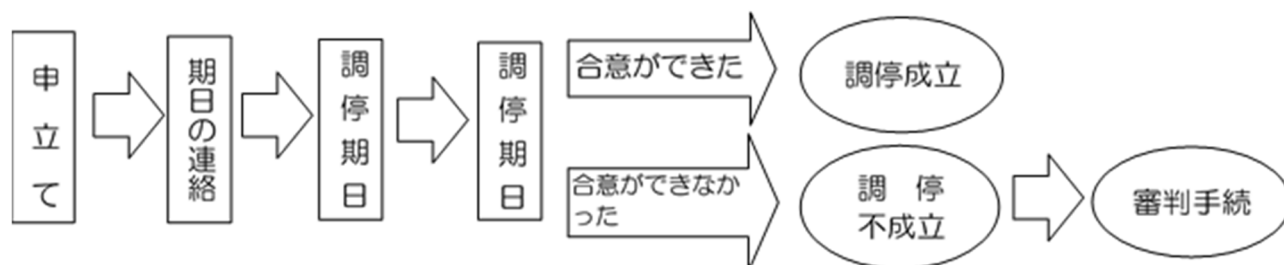 申立て
期日の連絡
調停期日
調停期日
合意ができた
調停成立
合意ができなか
った
調　停
不成立
審判手続